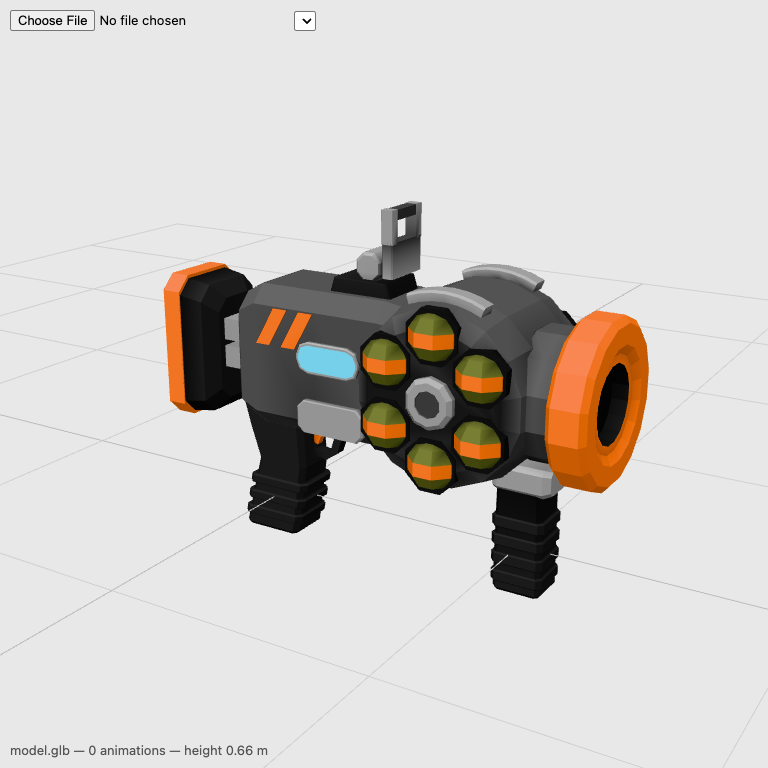 Choose File No file chosen
model.glb — 0 animations — height 0.66 m